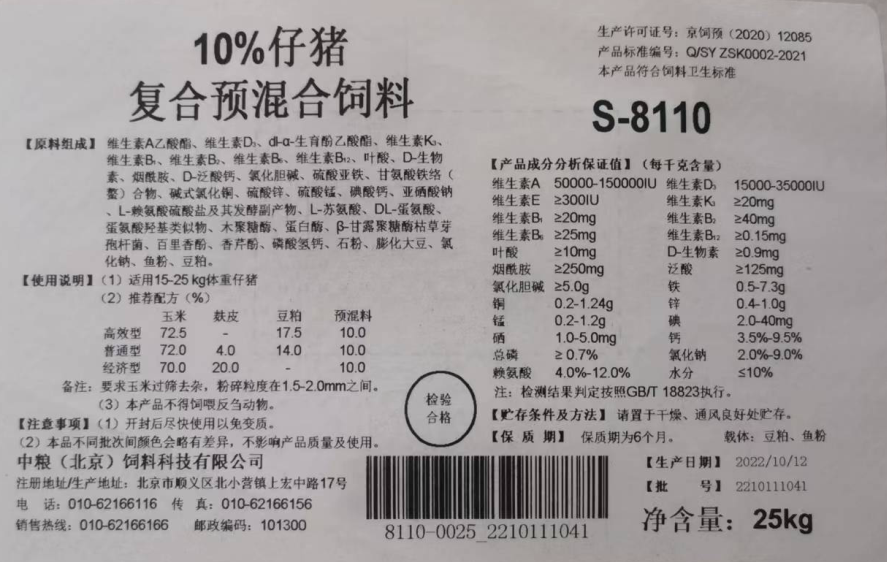 10%仔猪
复合预混合饲料
生产许可证号：京饲预（2020）12085
产品标准编号：Q/SY ZSK0002-2021
本产品符合饲料卫生标准
S-8110
【原料组成】维生素A乙酸酯、维生素D₃、dl-α-生育酚乙酸酯、维生素K₃、
维生素B₁、维生素B₂、维生素B₆、维生素B₁₂、叶酸、D-生物
素、烟酰胺、D-泛酸钙、氯化胆碱、硫酸亚铁、甘氨酸铁络（
螯）合物、碱式氯化铜、硫酸锌、硫酸锰、碘酸钙、亚硒酸钠
、L-赖氨酸硫酸盐及其发酵副产物、L-苏氨酸、DL-蛋氨酸、
蛋氨酸羟基类似物、木聚糖酶、蛋白酶、β-甘露聚糖酶枯草芽
孢杆菌、百里香酚、香芹酚、磷酸氢钙、石粉、膨化大豆、氯
化钠、鱼粉、豆粕。
【使用说明】（1）适用15-25 kg体重仔猪
（2）推荐配方（%）
玉米 麸皮 豆粕 预混料
高效型 72.5 - 17.5 10.0
普通型 72.0 4.0 14.0 10.0
经济型 70.0 20.0 - 10.0
备注：要求玉米过筛去杂，粉碎粒度在1.5-2.0mm之间。
（3）本产品不得饲喂反刍动物。
【注意事项】（1）开封后尽快使用以免变质。
（2）本品不同批次间颜色会略有差异，不影响产品质量及使用。
中粮（北京）饲料科技有限公司
注册地址/生产地址：北京市顺义区北小营镇上宏中路17号
电 话：010-62166116 传 真：010-62166156
销售热线：010-62166166 邮政编码：101300
检验
合格
8110-0025_2210111041
【产品成分分析保证值】（每千克含量）
维生素A 50000-150000IU 维生素D₃ 15000-35000IU
维生素E ≥300IU 维生素K₃ ≥20mg
维生素B₁ ≥20mg 维生素B₂ ≥40mg
维生素B₆ ≥25mg 维生素B₁₂ ≥0.15mg
叶酸 ≥10mg D-生物素 ≥0.9mg
烟酰胺 ≥250mg 泛酸 ≥125mg
氯化胆碱 ≥5.0g 铁 0.5-7.3g
铜 0.2-1.24g 锌 0.4-1.0g
锰 0.2-1.2g 碘 2.0-40mg
硒 1.0-5.0mg 钙 3.5%-9.5%
总磷 ≥ 0.7% 氯化钠 2.0%-9.0%
赖氨酸 4.0%-12.0% 水分 ≤10%
注：检测结果判定按照GB/T 18823执行。
【贮存条件及方法】请置于干燥、通风良好处贮存。
【保 质 期】 保质期为6个月。 载体：豆粕、鱼粉
【生产日期】 2022/10/12
【批 号】 2210111041
净含量：25kg